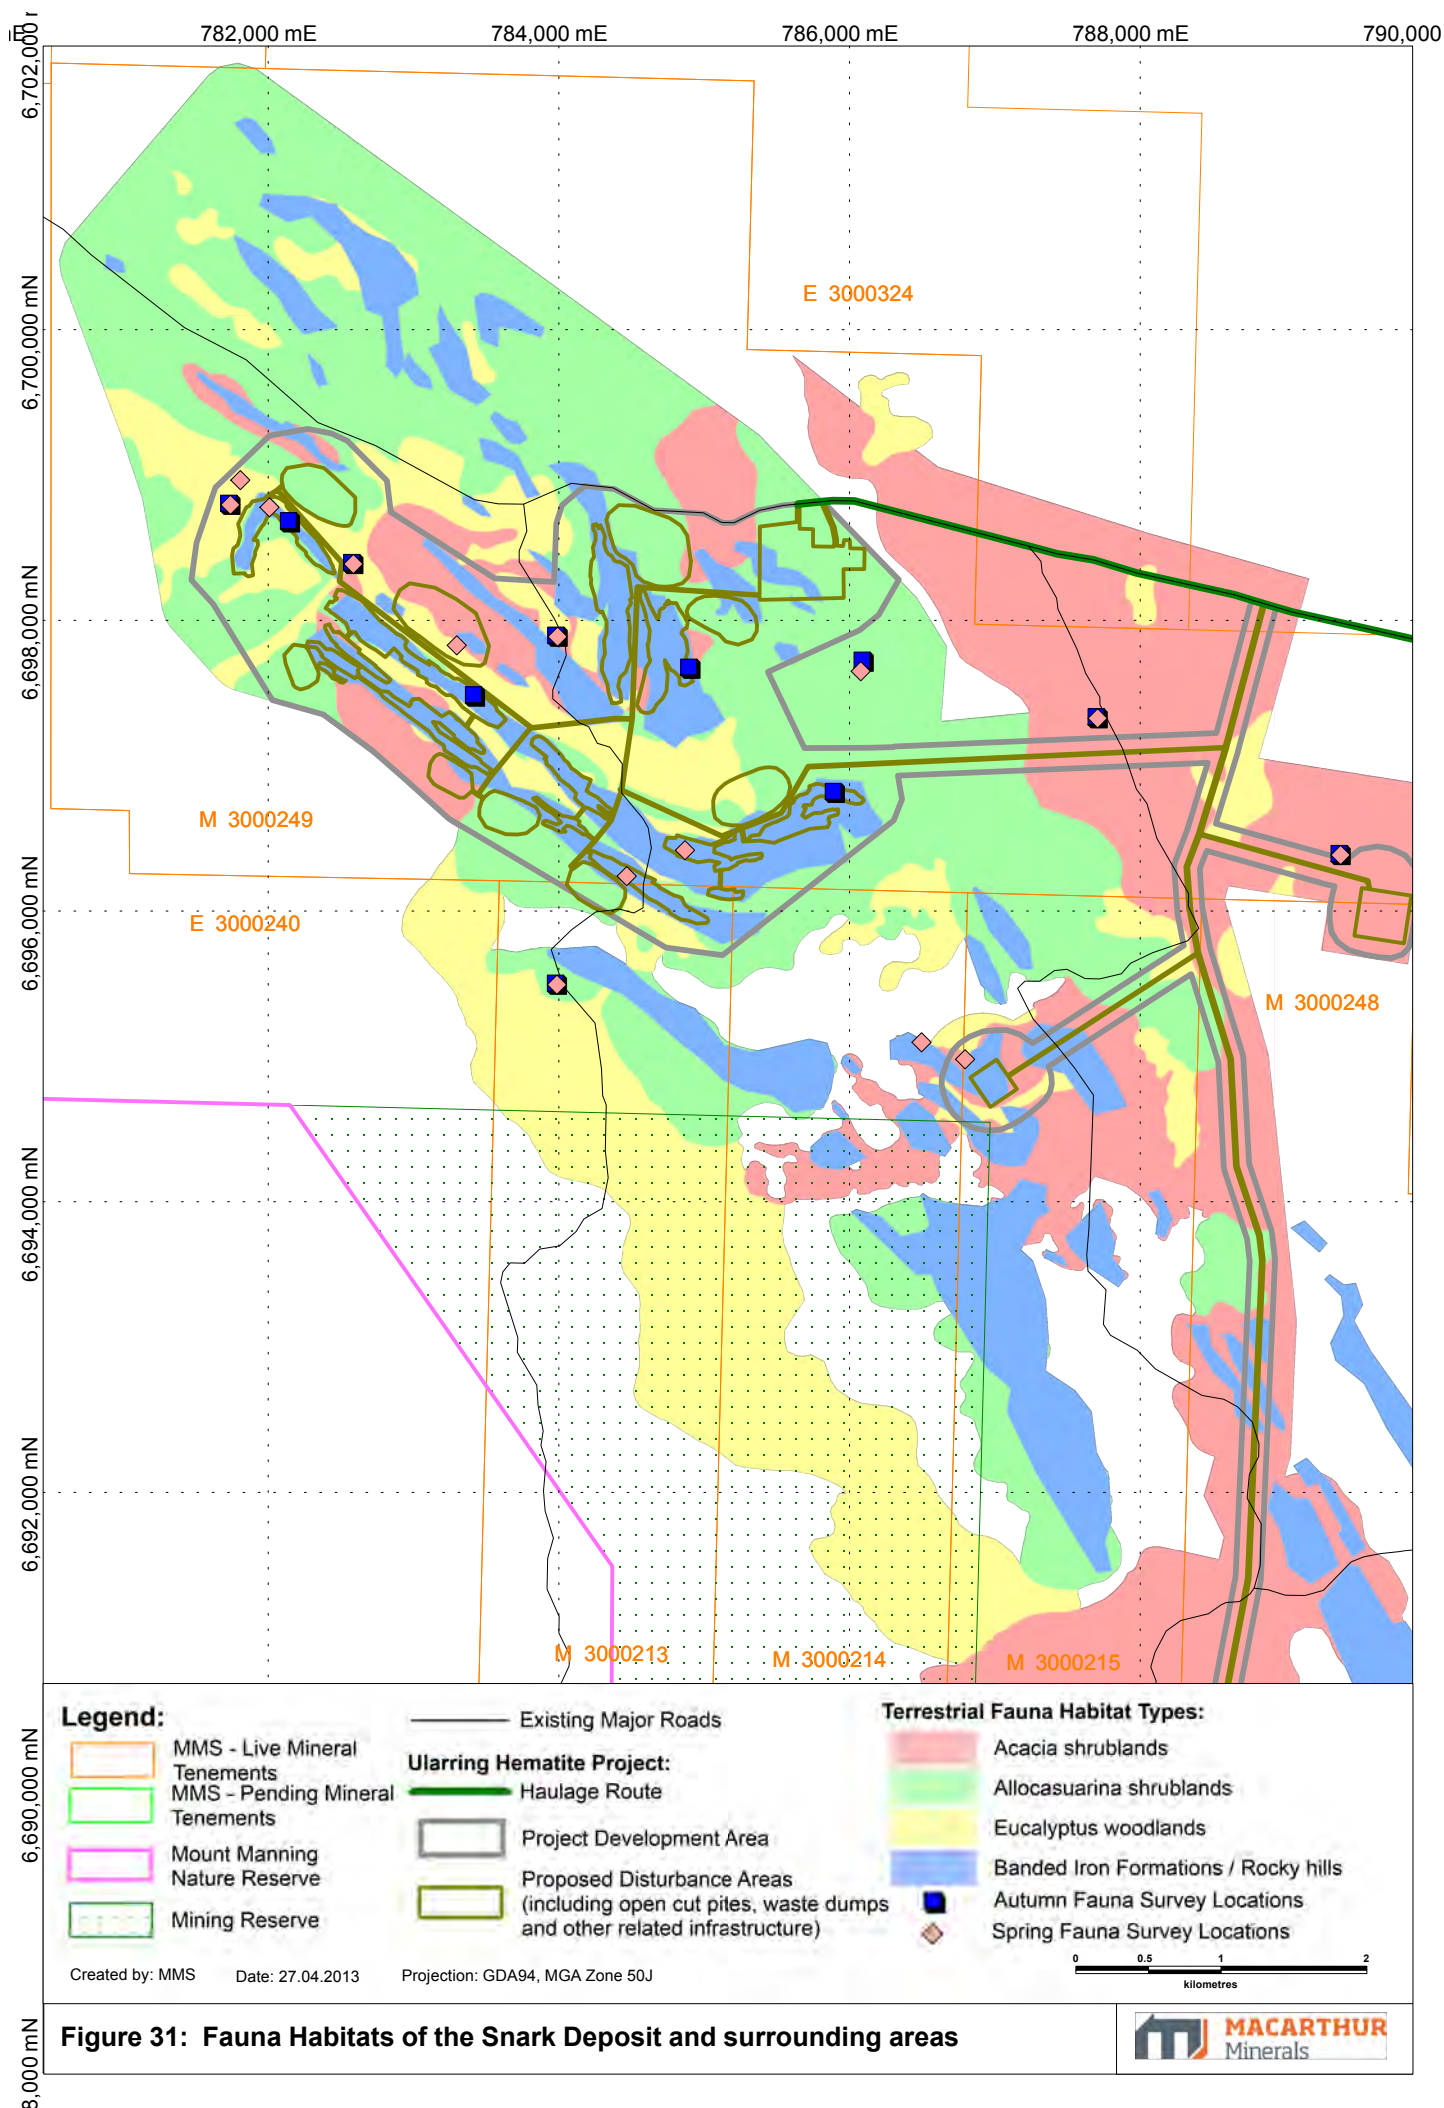 ıE
782,000 mE
784,000 mE
786,000 mE
788,000 mE
790,000
6,702,000 r
6,700,000 mN
6,698,000 mN
6,696,000 mN
6,694,000 mN
6,692,000 mN
6,690,000 mN
8,000 mN
E 3000324
M 3000249
E 3000240
M 3000248
M 3000213
M 3000214
M 3000215
Legend:
MMS - Live Mineral
Tenements
MMS - Pending Mineral
Tenements
Mount Manning
Nature Reserve
Mining Reserve
Existing Major Roads
Ularring Hematite Project:
Haulage Route
Project Development Area
Proposed Disturbance Areas
(including open cut pites, waste dumps
and other related infrastructure)
Terrestrial Fauna Habitat Types:
Acacia shrublands
Allocasuarina shrublands
Eucalyptus woodlands
Banded Iron Formations / Rocky hills
Autumn Fauna Survey Locations
Spring Fauna Survey Locations
0 0.5 1 2
kilometres
Created by: MMS Date: 27.04.2013 Projection: GDA94, MGA Zone 50J
Figure 31: Fauna Habitats of the Snark Deposit and surrounding areas
MACARTHUR
Minerals